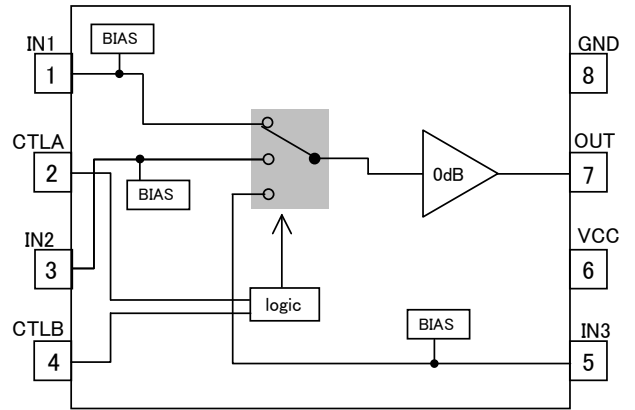 IN1
1
BIAS
CTLA
2
BIAS
IN2
3
CTLB
4
logic
0dB
GND
8
OUT
7
VCC
6
BIAS
IN3
5